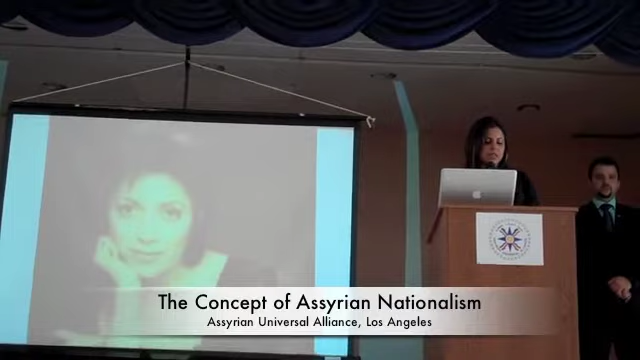 The Concept of Assyrian Nationalism
Assyrian Universal Alliance, Los Angeles